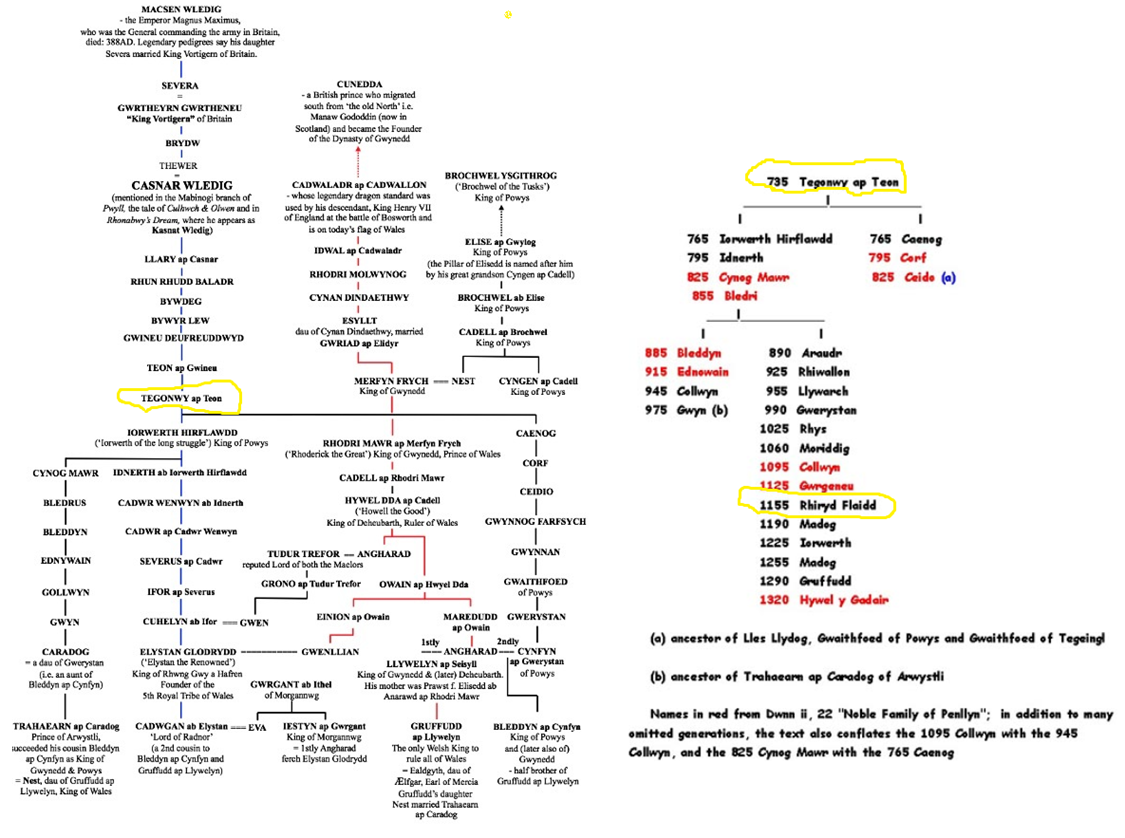 MACSEN WLEDIG
- the Emperor Magnus Maximus,
who was the General commanding the army in Britain,
died: 388AD. Legendary pedigrees say his daughter
Severa married King Vortigern of Britain.
SEVERA
=
GWRTHEYRN GWRTHENEU
"King Vortigern" of Britain
BRYDW
THEWER
=
CASNAR WLEDIG
(mentioned in the Mabinogi branch of
Pwyll, the tale of Culhwch & Olwen and in
Rhonabwy's Dream, where he appears as
Kasnat Wledig)
LLARY ap Casnar
RHUN RHUDD BALADR
BYWDEG
BYWYR LEW
GWINEU DEUFREUDDWYD
TEON ap Gwineu
TEGONWY ap Teon
IORWERTH HIRFLAWDD
('Iorwerth of the long struggle') King of Powys
CYNOG MAWR
BLEDRUS
BLEDDYN
EDNYWAIN
GOLLWYN
GWYN
CARADOG
= a dau of Gwerystan
(i.e. an aunt of
Bleddyn ap Cynfyn)
TRAHAEARN ap Caradog
Prince of Arwystli,
succeeded his cousin Bleddyn
ap Cynfyn as King of
Gwynedd & Powys
= Nest, dau of Gruffudd ap
Llywelyn, King of Wales
IDNERTH ab Iorwerth Hirflawdd
CADWR WENWYN ab Idnerth
CADWR ap Cadwr Wenwyn
SEVERUS ap Cadwr
IFOR ap Severus
CUHELYN ab Ifor == GWEN
ELYSTAN GLODRYDD
('Elystan the Renowned')
King of Rhwng Gwy a Hafren
Founder of the
5th Royal Tribe of Wales
CADWGAN ab Elystan == EVA
'Lord of Radnor'
(a 2nd cousin to
Bleddyn ap Cynfyn and
Gruffudd ap Llywelyn)
CUNEDDA
- a British prince who migrated
south from 'the old North' i.e.
Manaw Gododdin (now in
Scotland) and became the Founder
of the Dynasty of Gwynedd
CADWALADR ap CADWALLON
- whose legendary dragon standard was
used by his descendant, King Henry VII
of England at the battle of Bosworth and
is on today's flag of Wales
IDWAL ap Cadwaladr
RHODRI MOLWYNOG
CYNAN DINDAETHWY
ESYLLT
dau of Cynan Dindaethwy, married
GWRIAD ap Elidyr
MERFYN FRYCH == NEST
King of Gwynedd
RHODRI MAWR ap Merfyn Frych
('Rhoderick the Great') King of Gwynedd, Prince of Wales
CADELL ap Rhodri Mawr
HYWEL DDA ap Cadell
('Howell the Good')
King of Deheubarth, Ruler of Wales
TUDUR TREFOR — ANGHARAD
reputed Lord of both the Maelors
GRONO ap Tudur Trefor
OWAIN ap Hwyel Dda
EINION ap Owain
MAREDUDD
ap Owain
GWENLLIAN
1stly
2ndly
ANGHARAD
LLYWELYN ap Seisyll
King of Gwynedd & (later) Deheubarth.
His mother was Prawst f. Elisedd ab
Anarawd ap Rhodri Mawr
GWRGANT ab Ithel
of Morgannwg
IESTYN ap Gwrgant
King of Morgannwg
= 1stly Angharad
ferch Elystan Glodrydd
GRUFFUDD
ap Llywelyn
The only Welsh King to
rule all of Wales
= Ealdgyth, dau of
Ælfgar, Earl of Mercia
Gruffudd's daughter
Nest married Trahaearn
ap Caradog
BROCHWEL YSGITHROG
('Brochwel of the Tusks')
King of Powys
ELISE ap Gwylog
King of Powys
(the Pillar of Elisedd is named after him
by his great grandson Cyngen ap Cadell)
BROCHWEL ab Elise
King of Powys
CADELL ap Brochwel
King of Powys
CYNGEN ap Cadell
King of Powys
CAENOG
CORF
CEIDIO
GWYNNOG FARFSYCH
GWYNNAN
GWAITHFOED
of Powys
GWERYSTAN
CYNFYN
ap Gwerystan
of Powys
BLEDDYN ap Cynfyn
King of Powys
and (later also of)
Gwynedd
- half brother of
Gruffudd ap Llywelyn
735 Tegonwy ap Teon
765 Iorwerth Hirflawdd
795 Idnerth
825 Cynog Mawr
855 Bledri
765 Caenog
795 Corf
825 Ceido (a)
885 Bleddyn
915 Ednowain
945 Collwyn
975 Gwyn (b)
890 Araudr
925 Rhiwallon
955 Llywarch
990 Gwerystan
1025 Rhys
1060 Moriddig
1095 Collwyn
1125 Gwrgeneu
1155 Rhiryd Flaidd
1190 Madog
1225 Iorwerth
1255 Madog
1290 Gruffudd
1320 Hywel y Gadair
(a) ancestor of Lles Llydog, Gwaithfoed of Powys and Gwaithfoed of Tegeingl
(b) ancestor of Trahaearn ap Caradog of Arwystli
Names in red from Dwnn ii, 22 "Noble Family of Penllyn"; in addition to many
omitted generations, the text also conflates the 1095 Collwyn with the 945
Collwyn, and the 825 Cynog Mawr with the 765 Caenog